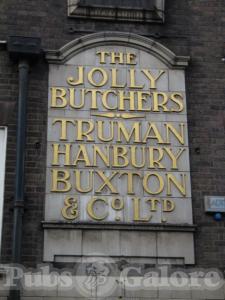 THE
JOLLY
BUTCHERS
TRUMAN
HANBURY
BUXTON
& CO. LTD
Pubs Galore